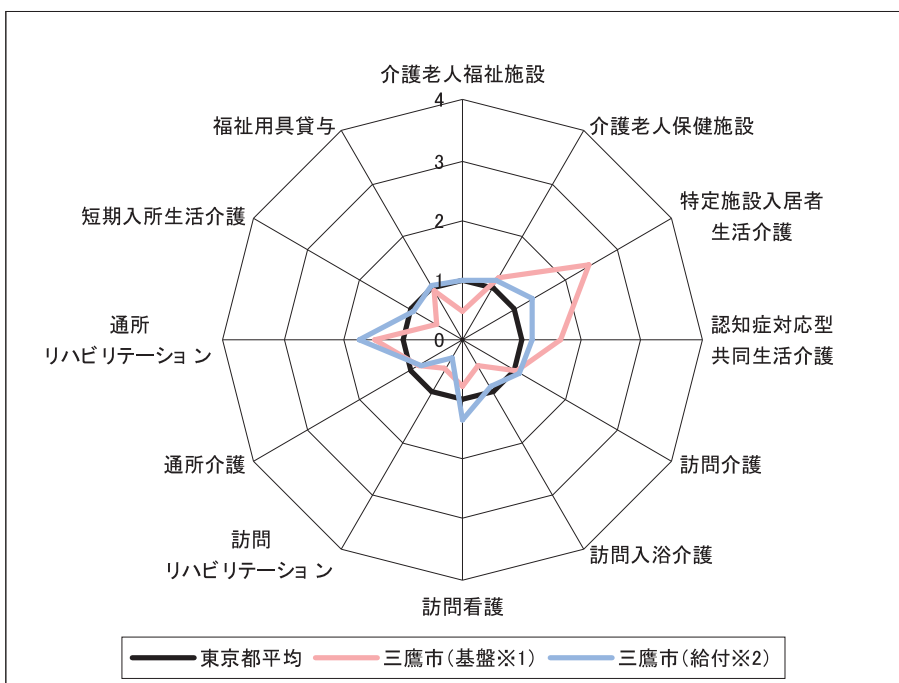 介護老人福祉施設
4
福祉用具貸与
介護老人保健施設
3
特定施設入居者
生活介護
短期入所生活介護
2
1
通所
リハビリテーション
0
認知症対応型
共同生活介護
通所介護
訪問介護
訪問
リハビリテーション
訪問入浴介護
訪問看護
東京都平均
三鷹市(基盤※1)
三鷹市(給付※2)